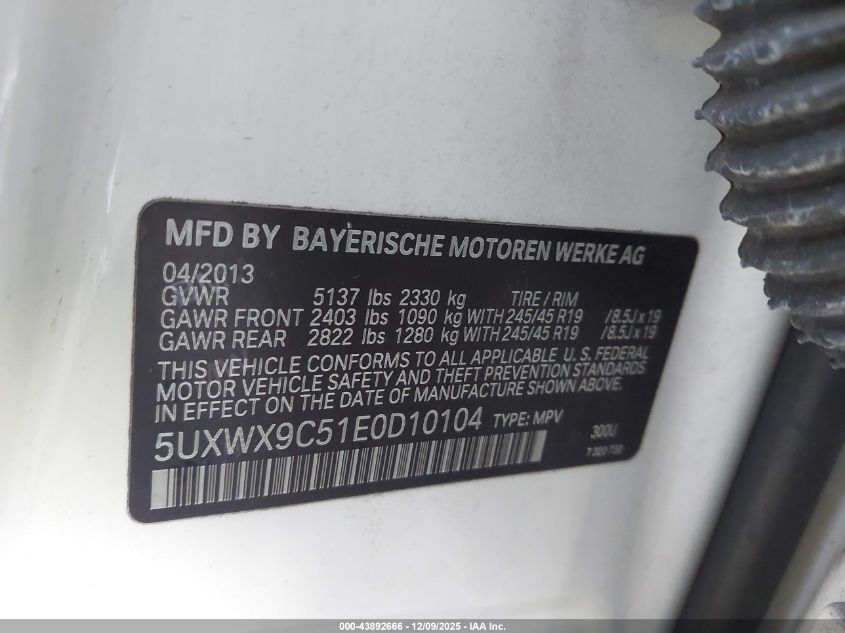 MFD BY BAYERISCHE MOTOREN WERKE AG
04/2013
GVWR 5137 lbs 2330 kg TIRE / RIM
GAWR FRONT 2403 lbs 1090 kg WITH 245/45 R19 /8.5J x 19
GAWR REAR 2822 lbs 1280 kg WITH 245/45 R19 /8.5J x 19
THIS VEHICLE CONFORMS TO ALL APPLICABLE U.S. FEDERAL
MOTOR VEHICLE SAFETY AND THEFT PREVENTION STANDARDS
IN EFFECT ON THE DATE OF MANUFACTURE SHOWN ABOVE.
5UXWX9C51E0D10104 TYPE: MPV 300U
000-43892666 - 12/09/2025 - IAA Inc.